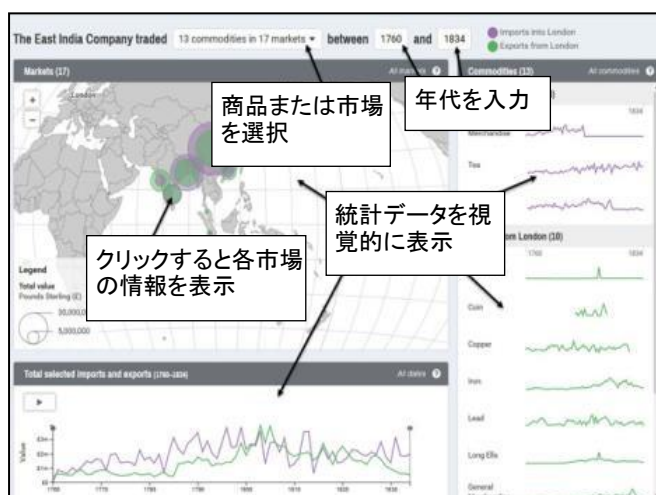 The East India Company traded 13 commodities in 17 markets between 1760 and 1834
Imports into London
Exports from London
Markets (17)
Commodities (13)
All commodities
London
商品または市場
を選択
年代を入力
1834
Merchandise
Tea
統計データを視
覚的に表示
クリックすると各市場
の情報を表示
London (10)
1760 1834
Legend
Total value
Pounds Sterling (£)
5,000,000
Coin
Copper
Iron
Lead
Long Ells
General
Total selected imports and exports (1760-1834)
All dates
Value